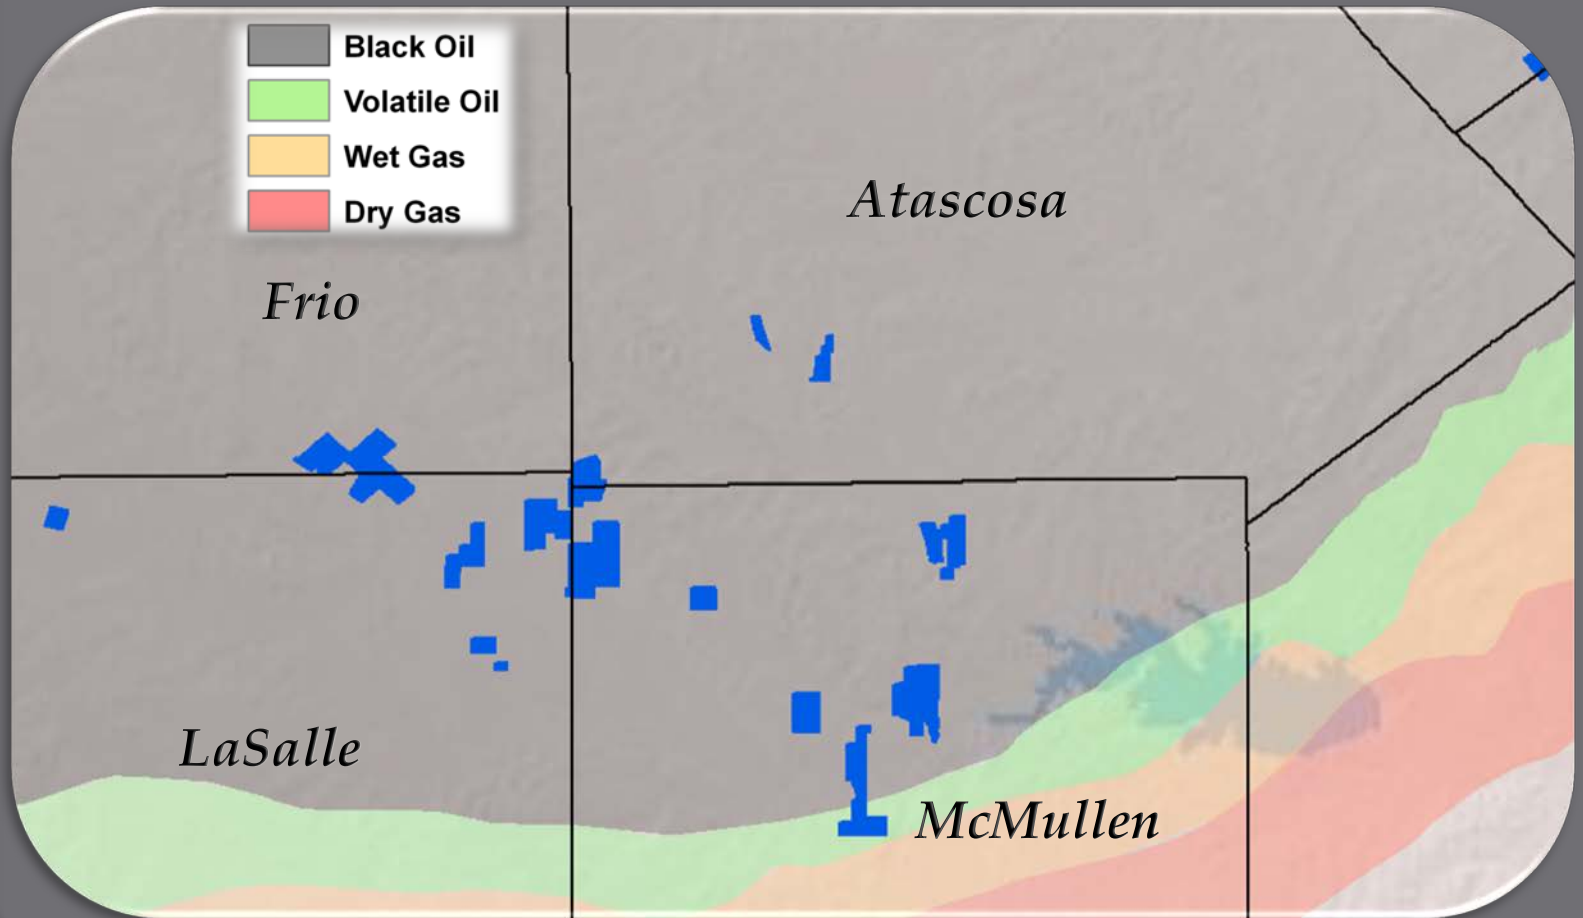 Black Oil
Volatile Oil
Wet Gas
Dry Gas
Atascosa
Frio
LaSalle
McMullen